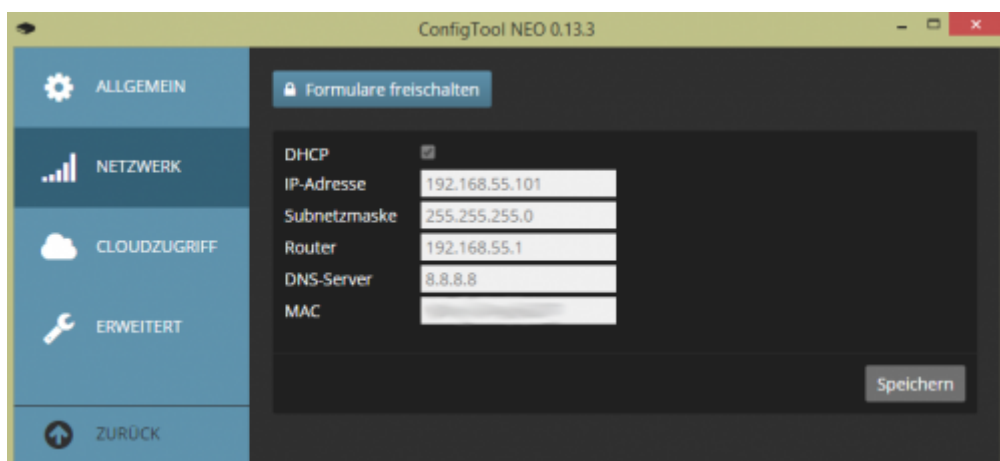 ConfigTool NEO 0.13.3
ALLGEMEIN
NETZWERK
CLOUDZUGRIFF
ERWEITERT
ZURÜCK
Formulare freischalten
DHCP
IP-Adresse 192.168.55.101
Subnetzmaske 255.255.255.0
Router 192.168.55.1
DNS-Server 8.8.8.8
MAC
Speichern